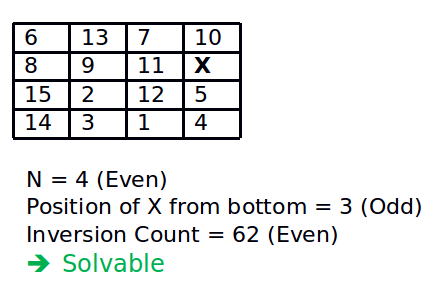 6 13 7 10
8 9 11 X
15 2 12 5
14 3 1 4
N = 4 (Even)
Position of X from bottom = 3 (Odd)
Inversion Count = 62 (Even)
➔ Solvable